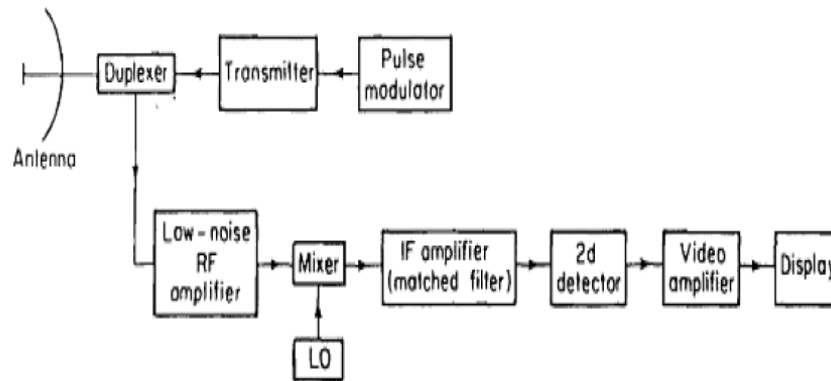 Duplexer
Transmitter
Pulse
modulator
Antenna
Low-noise
RF
amplifier
Mixer
IF amplifier
(matched filter)
2d
detector
Video
amplifier
Display
LO